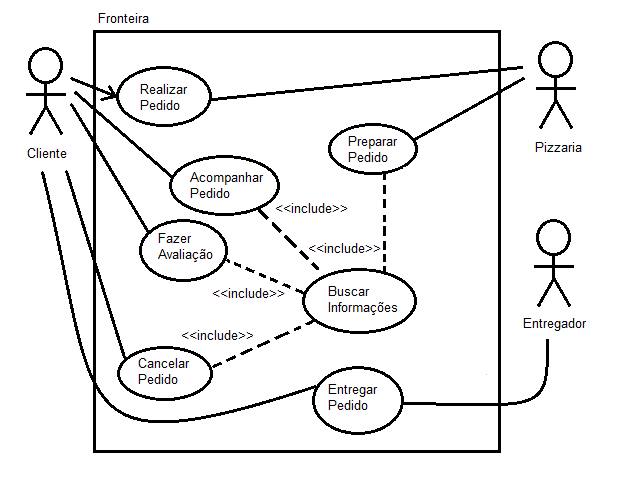 Fronteira
Realizar
Pedido
Cliente
Pizzaria
Preparar
Pedido
Acompanhar
Pedido
<<include>>
Fazer
Avaliação
<<include>>
<<include>>
Buscar
Informações
Entregador
<<include>>
Cancelar
Pedido
Entregar
Pedido